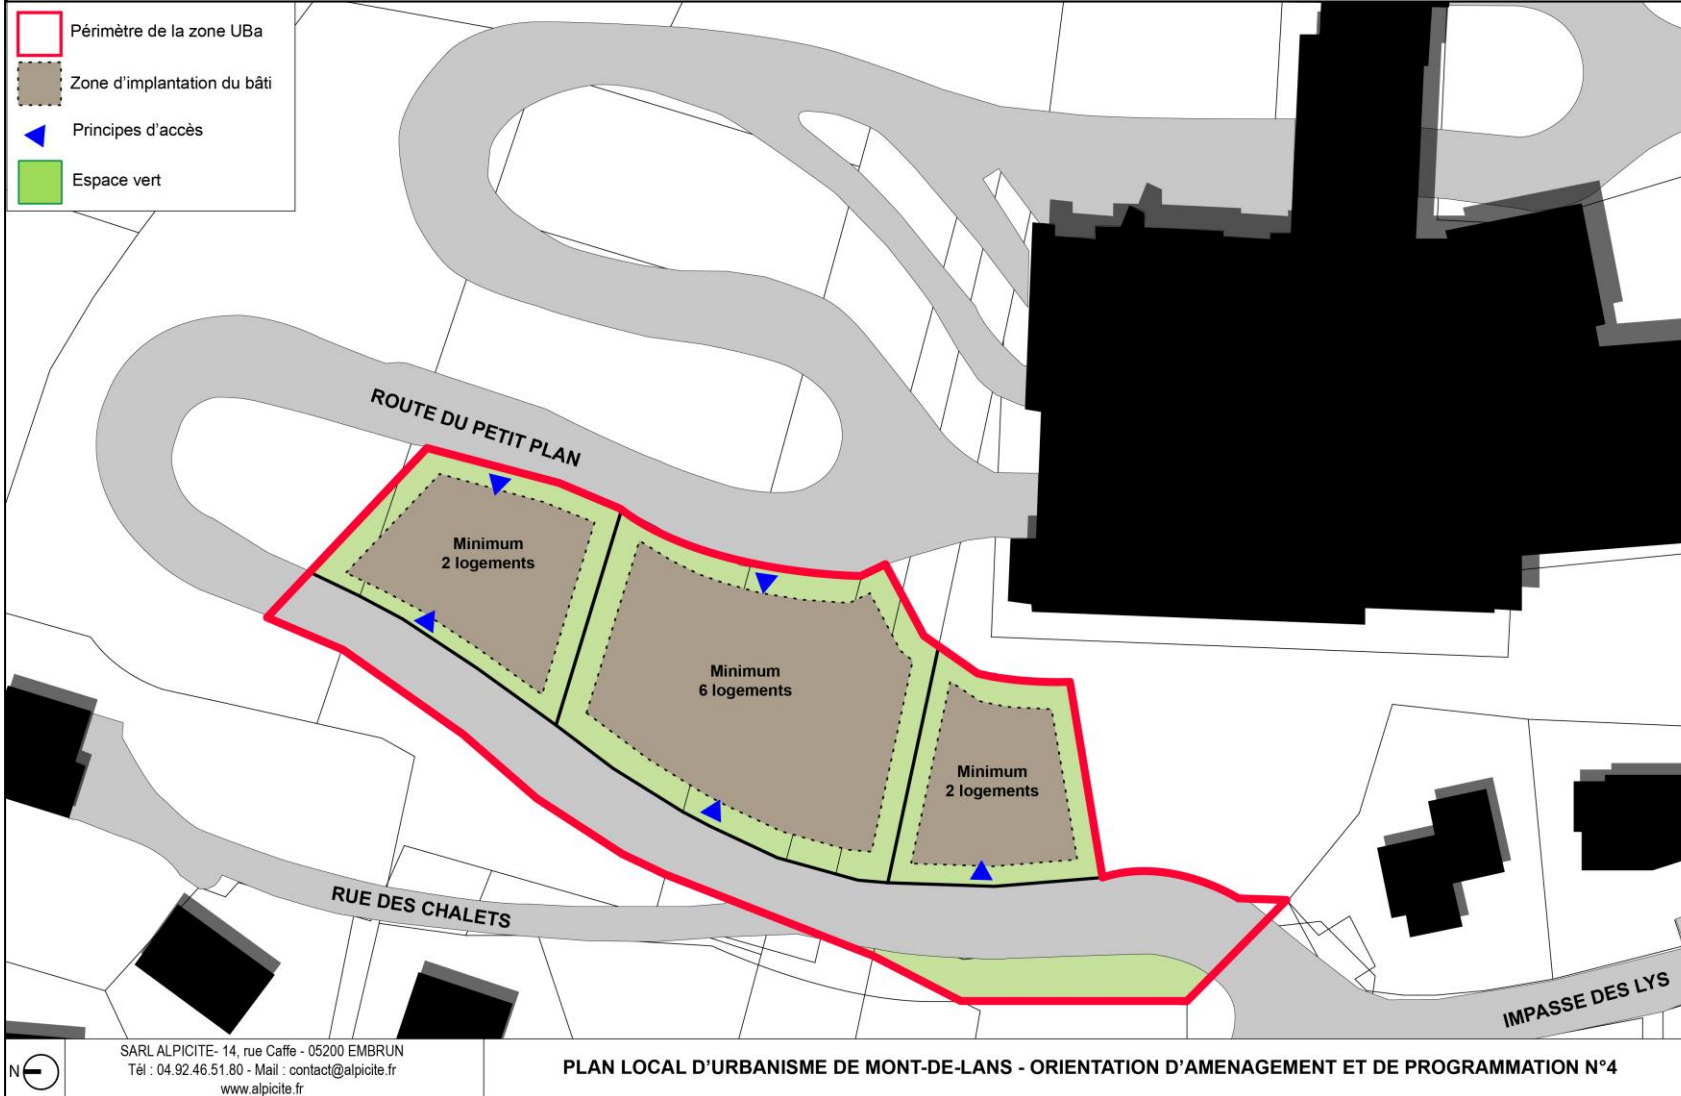 Périmètre de la zone UBa
Zone d'implantation du bâti
Principes d'accès
Espace vert
ROUTE DU PETIT PLAN
Minimum
2 logements
Minimum
6 logements
Minimum
2 logements
RUE DES CHALETS
IMPASSE DES LYS
N
SARL ALPICITE- 14, rue Caffe - 05200 EMBRUN
Tél : 04.92.46.51.80 - Mail : contact@alpicite.fr
www.alpicite.fr
PLAN LOCAL D'URBANISME DE MONT-DE-LANS - ORIENTATION D'AMENAGEMENT ET DE PROGRAMMATION N°4